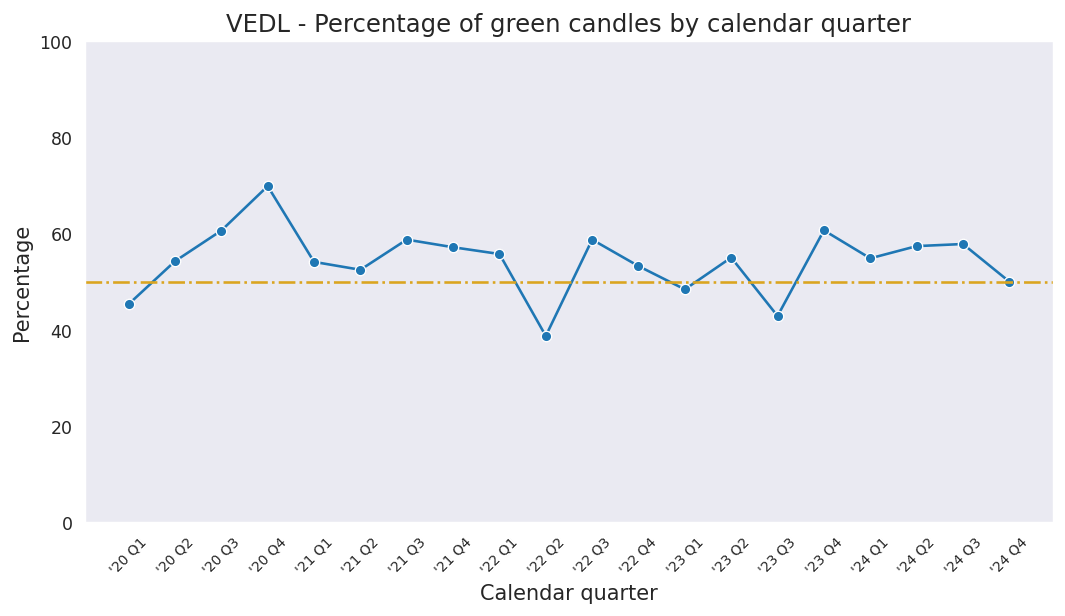 VEDL - Percentage of green candles by calendar quarter
100
80
60
40
20
0
Percentage
'20 Q1
'20 Q2
'20 Q3
'20 Q4
'21 Q1
'21 Q2
'21 Q3
'21 Q4
'22 Q1
'22 Q2
'22 Q3
'22 Q4
'23 Q1
'23 Q2
'23 Q3
'23 Q4
'24 Q1
'24 Q2
'24 Q3
'24 Q4
Calendar quarter